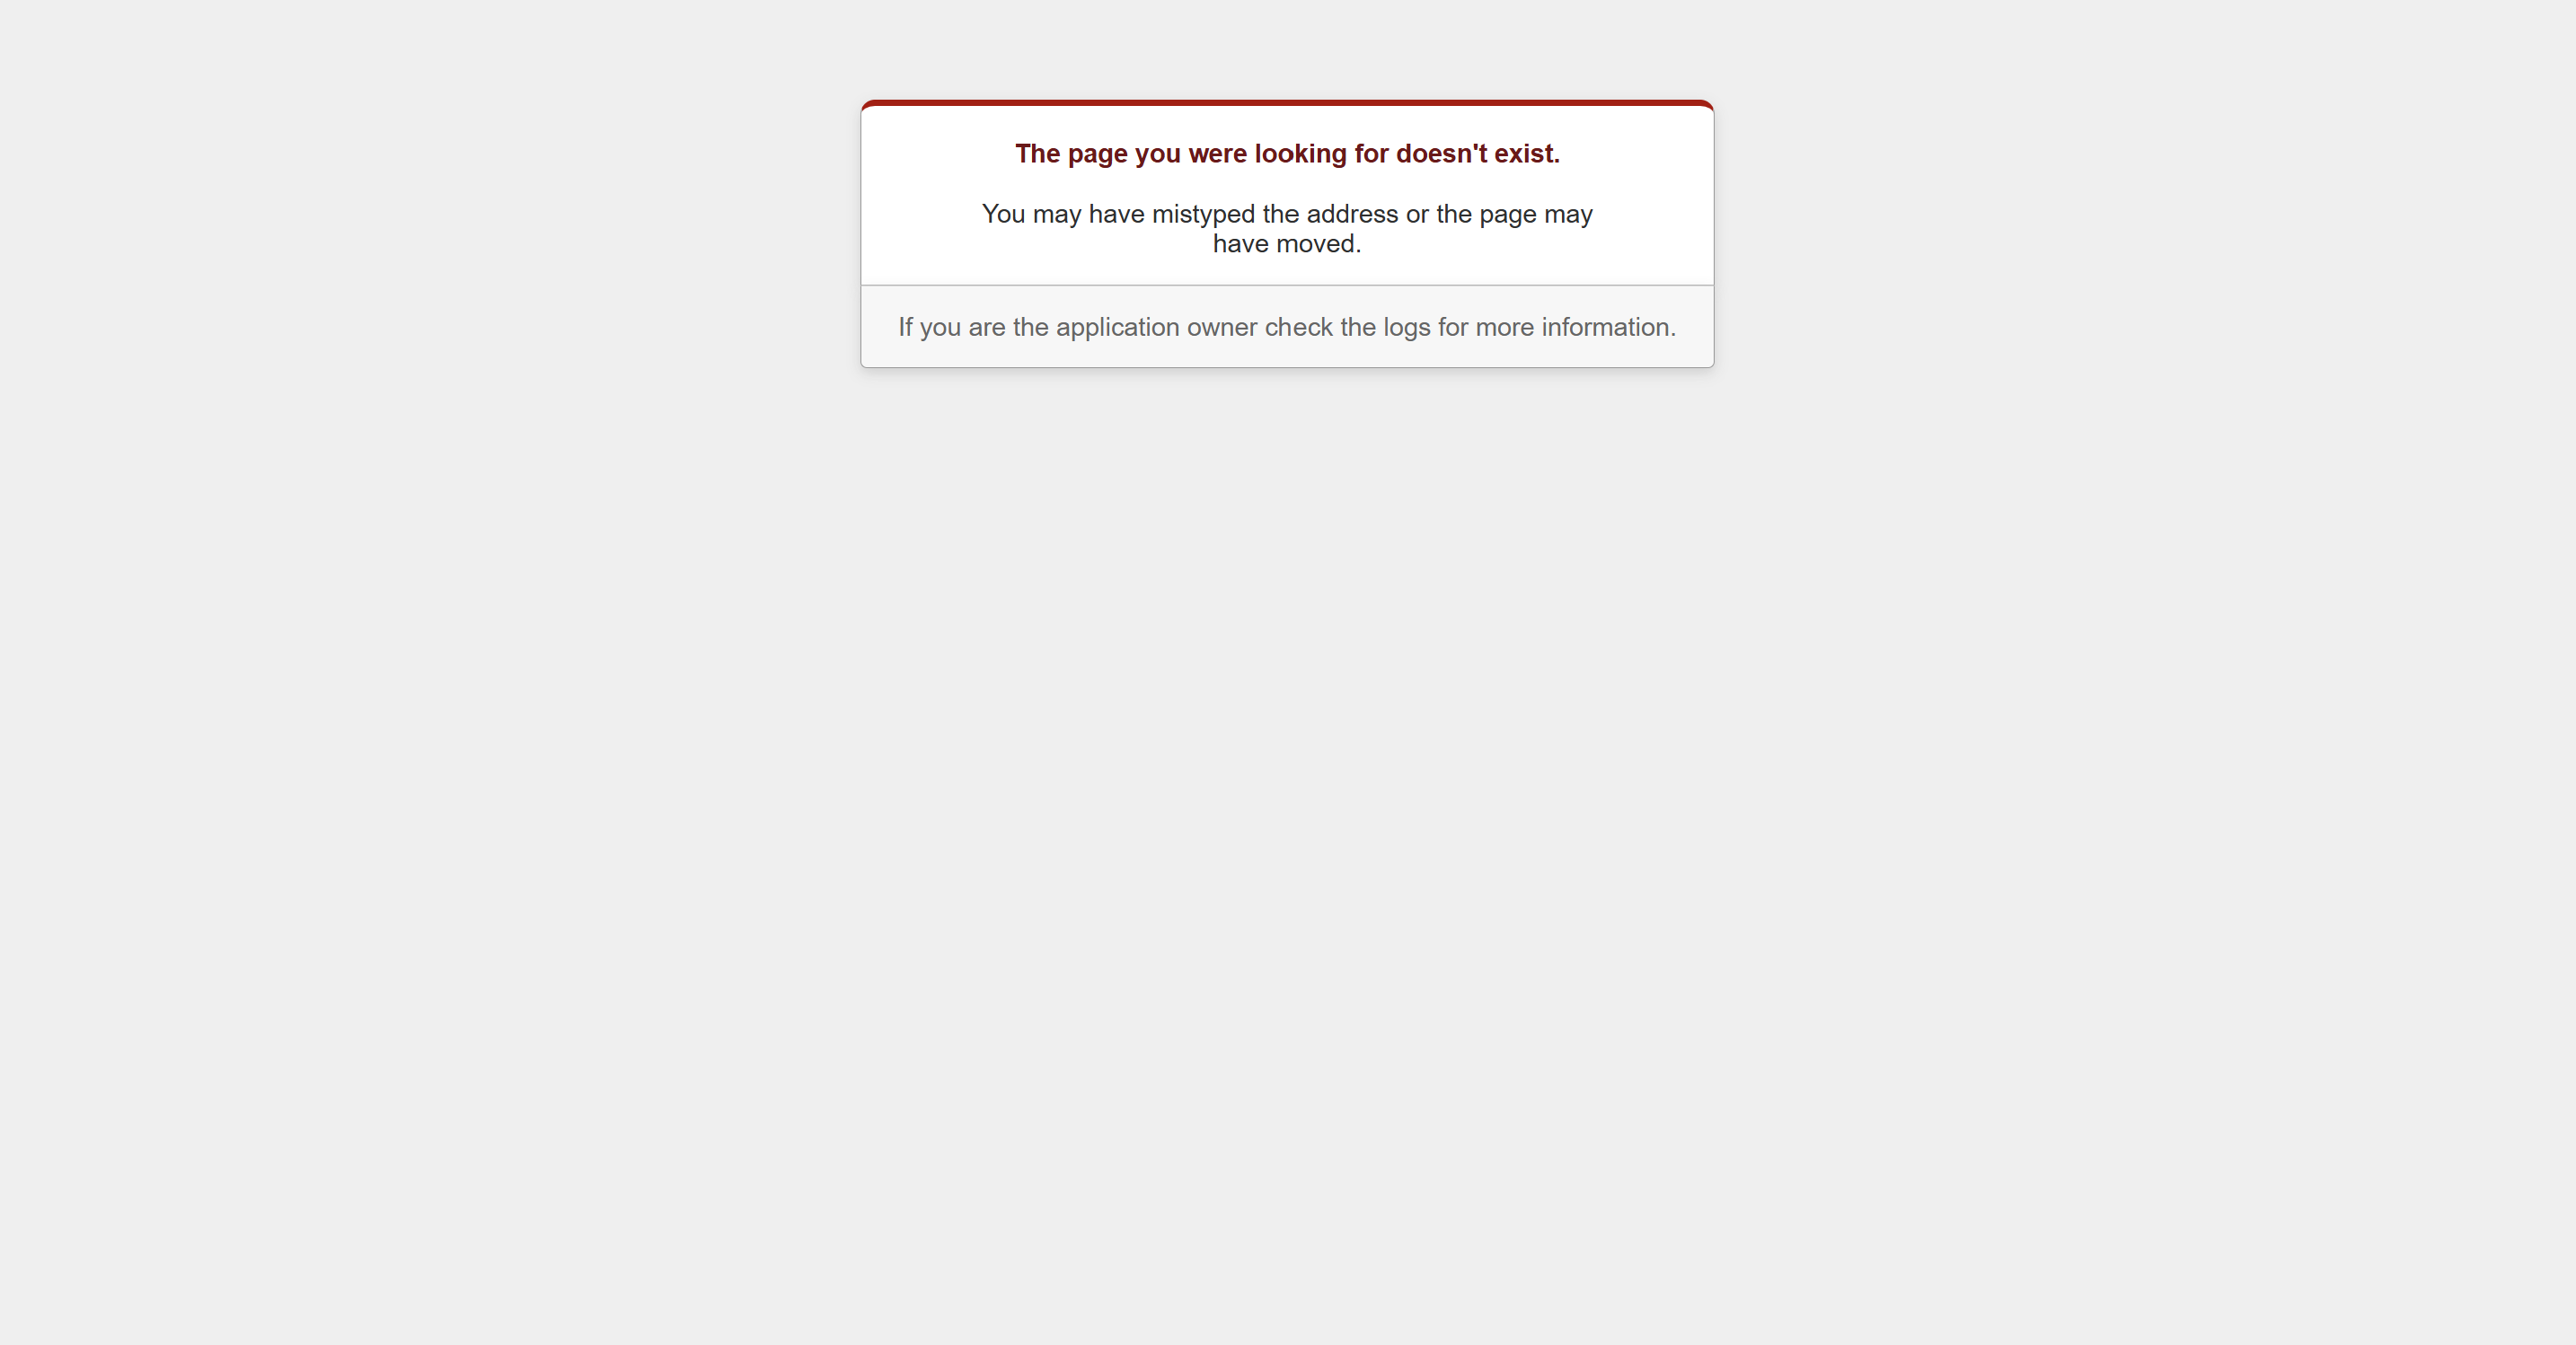 The page you were looking for doesn't exist.
You may have mistyped the address or the page may
have moved.
If you are the application owner check the logs for more information.